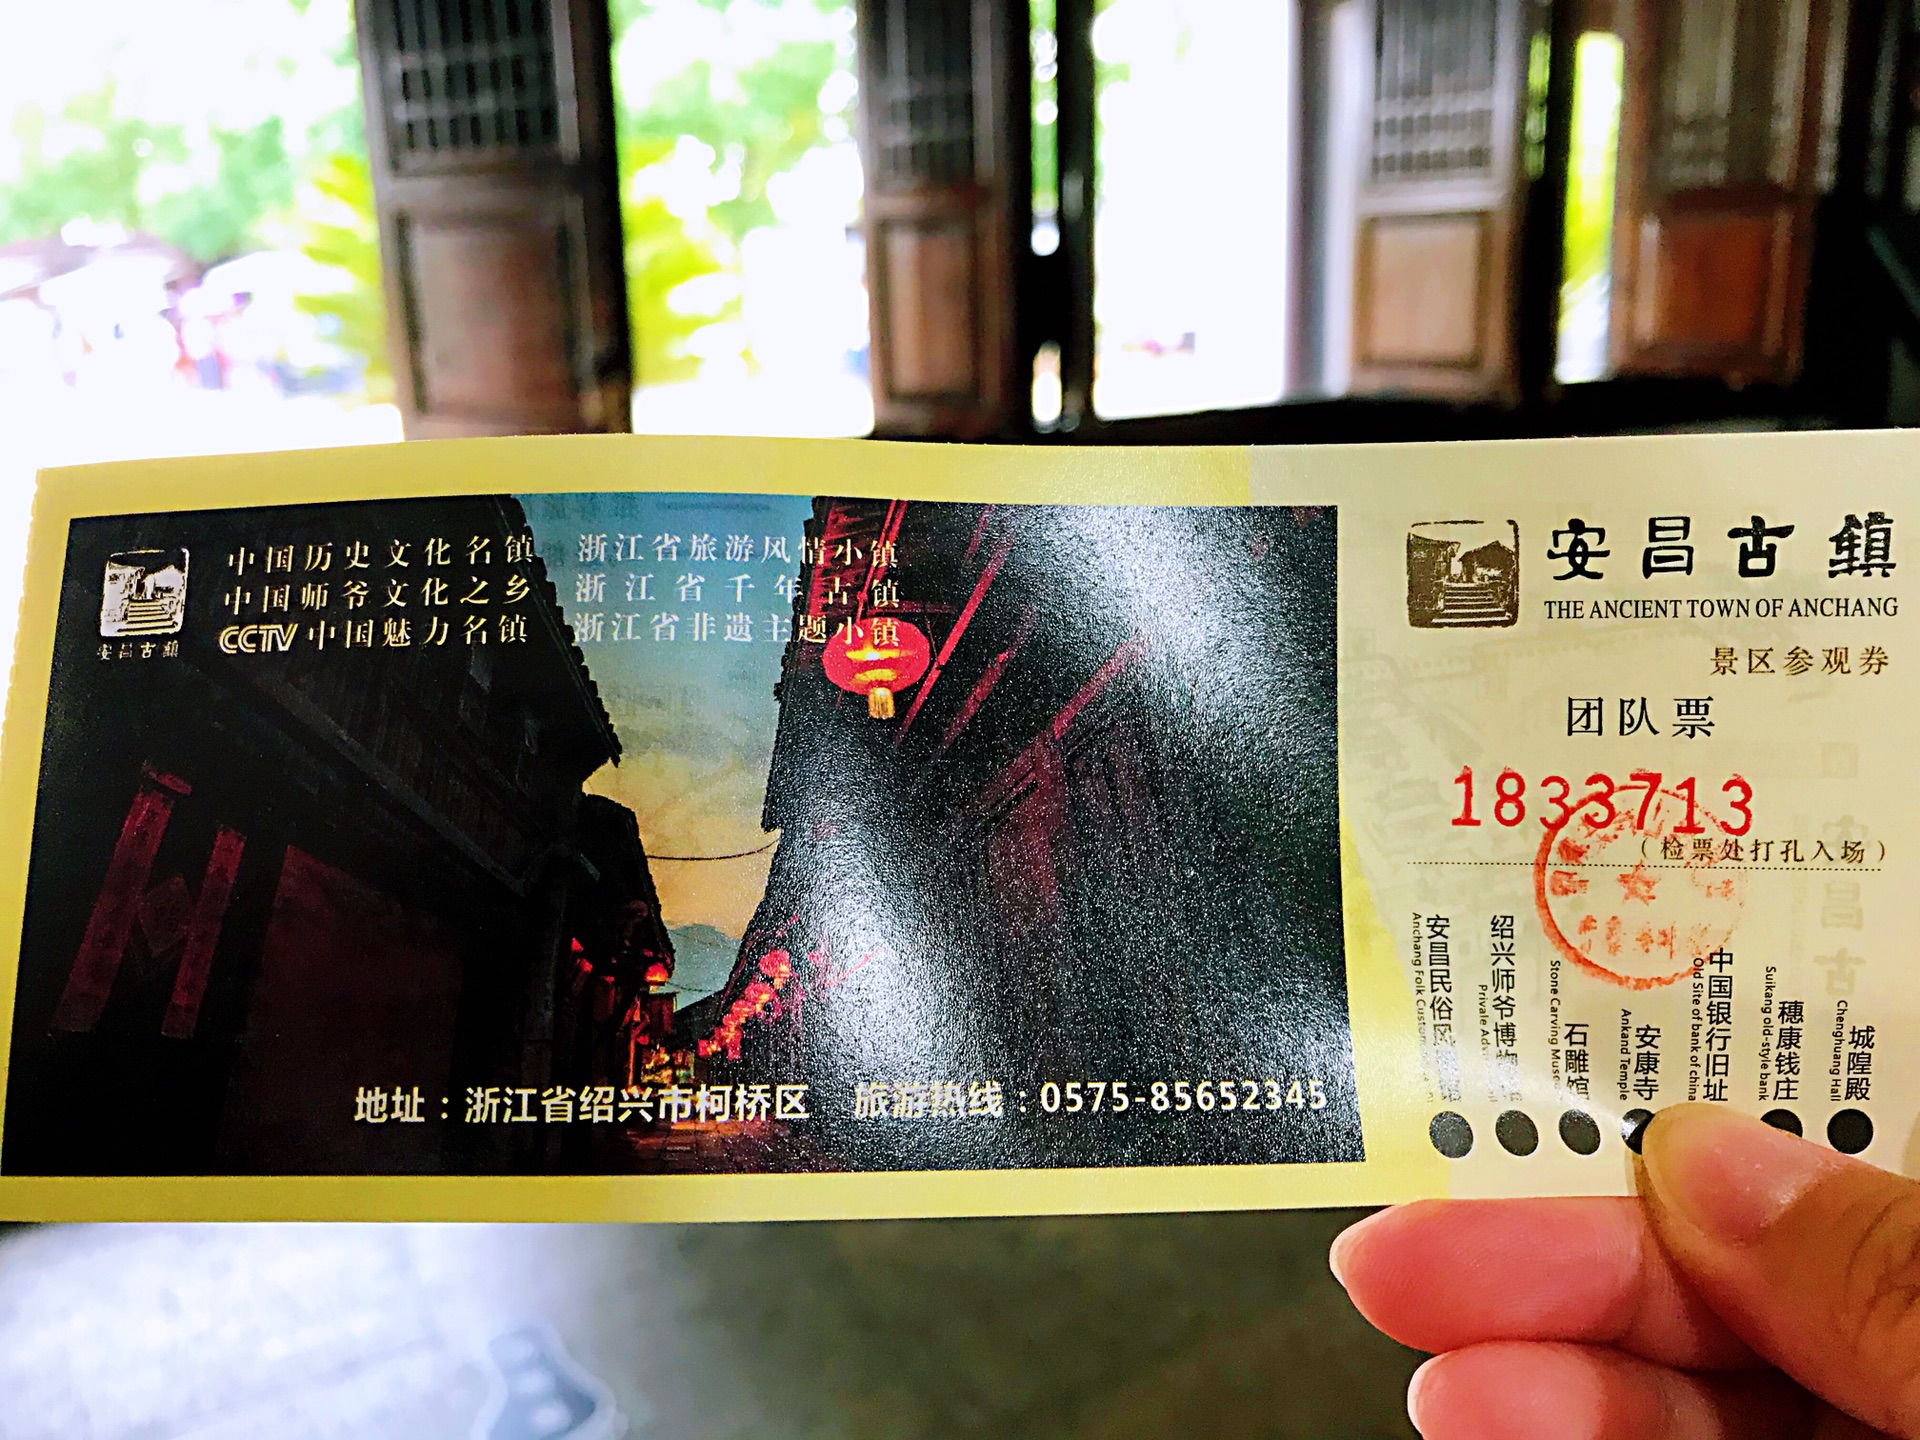 中国历史文化名镇 浙江省旅游风情小镇
中国师爷文化之乡 浙江省千年古镇
CCTV中国魅力名镇 浙江省非遗主题小镇
安昌古镇
地址：浙江省绍兴市柯桥区 旅游热线：0575-85652345
安昌古鎮
THE ANCIENT TOWN OF ANCHANG
景区参观券
团队票
1833713
（检票处打孔入场）
安昌民俗风
Anchang Folk
绍兴师爷博物
石雕馆
Stone Carving
安康寺
Ankand Temple
中国银行旧址
Old Site of bank of china
穗康钱庄
Suikang old-style bank
城隍殿
Chenghuang Hall